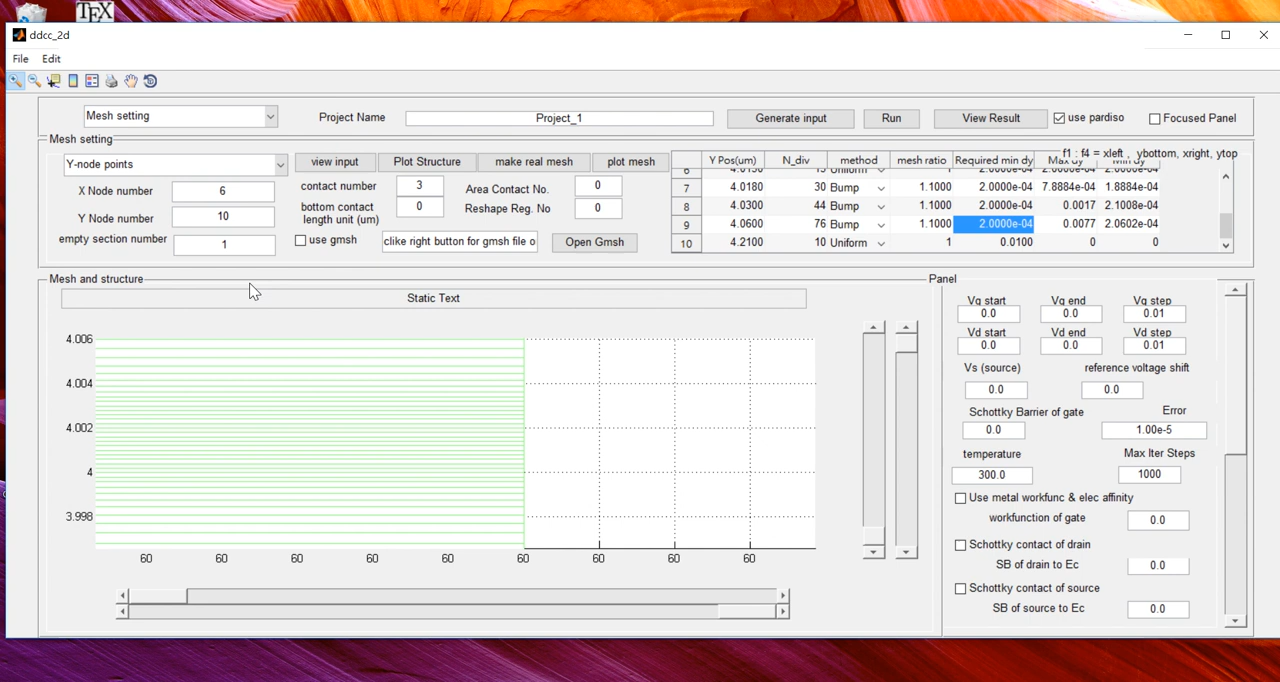 TEX
ddcc_2d
File Edit
Mesh setting Project Name Project_1 Generate input Run View Result use pardiso Focused Panel
Mesh setting
f1 : f4 = xleft , ybottom, xright, ytop
Y-node points view input Plot Structure make real mesh plot mesh
X Node number 6
Y Node number 10
empty section number 1
contact number 3 Area Contact No. 0
bottom contact length unit (um) 0 Reshape Reg. No 0
use gmsh clike right button for gmsh file o Open Gmsh
Y Pos(um) N_div method mesh ratio Required min dy Max dy Min dy
6 4.0150 15 Uniform
7 4.0180 30 Bump 1.1000 2.0000e-04 7.8884e-04 1.8884e-04
8 4.0300 44 Bump 1.1000 2.0000e-04 0.0017 2.1008e-04
9 4.0600 76 Bump 1.1000 2.0000e-04 0.0077 2.0602e-04
10 4.2100 10 Uniform 1 0.0100 0 0
Mesh and structure
Static Text
4.006
4.004
4.002
4
3.998
60 60 60 60 60 60 60 60 60
Panel
Vg start Vg end Vg step
0.0 0.0 0.01
Vd start Vd end Vd step
0.0 0.0 0.01
Vs (source) reference voltage shift
0.0 0.0
Schottky Barrier of gate Error
0.0 1.00e-5
temperature Max Iter Steps
300.0 1000
Use metal workfunc & elec affinity
workfunction of gate 0.0
Schottky contact of drain
SB of drain to Ec 0.0
Schottky contact of source
SB of source to Ec 0.0